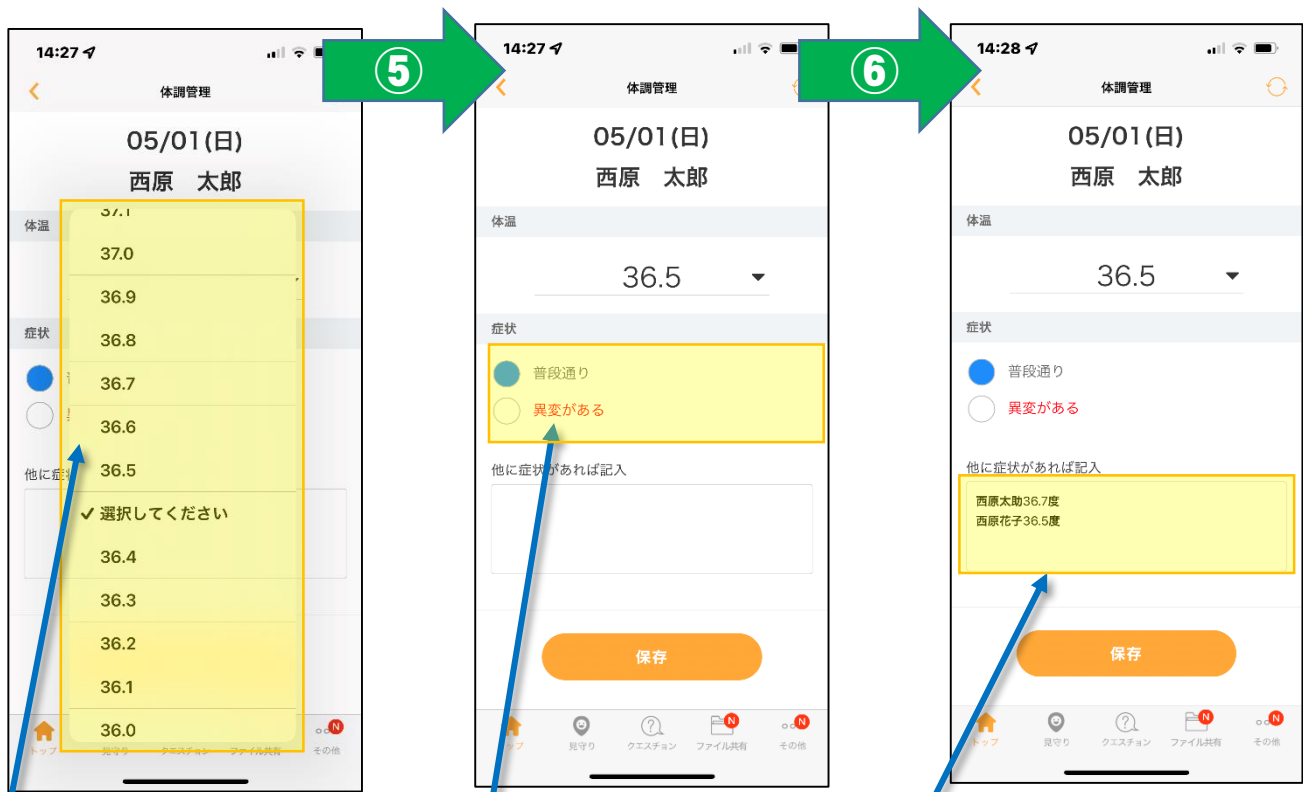 14:27
体調管理
05/01(日)
西原 太郎
体温
37.1
37.0
36.9
36.8
36.7
36.6
36.5
✓ 選択してください
36.4
36.3
36.2
36.1
36.0
症状
他に症
トップ
見守り
クエスチョン
ファイル共有
その他
N
⑤
14:27
体調管理
05/01(日)
西原 太郎
体温
36.5
症状
普段通り
異変がある
他に症状があれば記入
保存
トップ
見守り
クエスチョン
ファイル共有
その他
N
N
⑥
14:28
体調管理
05/01(日)
西原 太郎
体温
36.5
症状
普段通り
異変がある
他に症状があれば記入
西原太助36.7度
西原花子36.5度
保存
トップ
見守り
クエスチョン
ファイル共有
その他
N
N